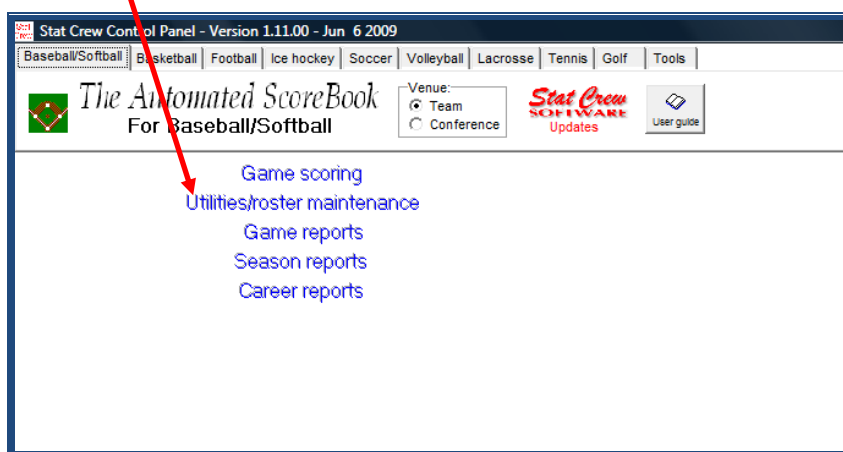 Stat Crew Control Panel - Version 1.11.00 - Jun 6 2009
Baseball/Softball Basketball Football Ice hockey Soccer Volleyball Lacrosse Tennis Golf Tools
The Automated ScoreBook
For Baseball/Softball
Venue:
Team
Conference
Stat Crew
SOFTWARE
Updates
User guide
Game scoring
Utilities/roster maintenance
Game reports
Season reports
Career reports